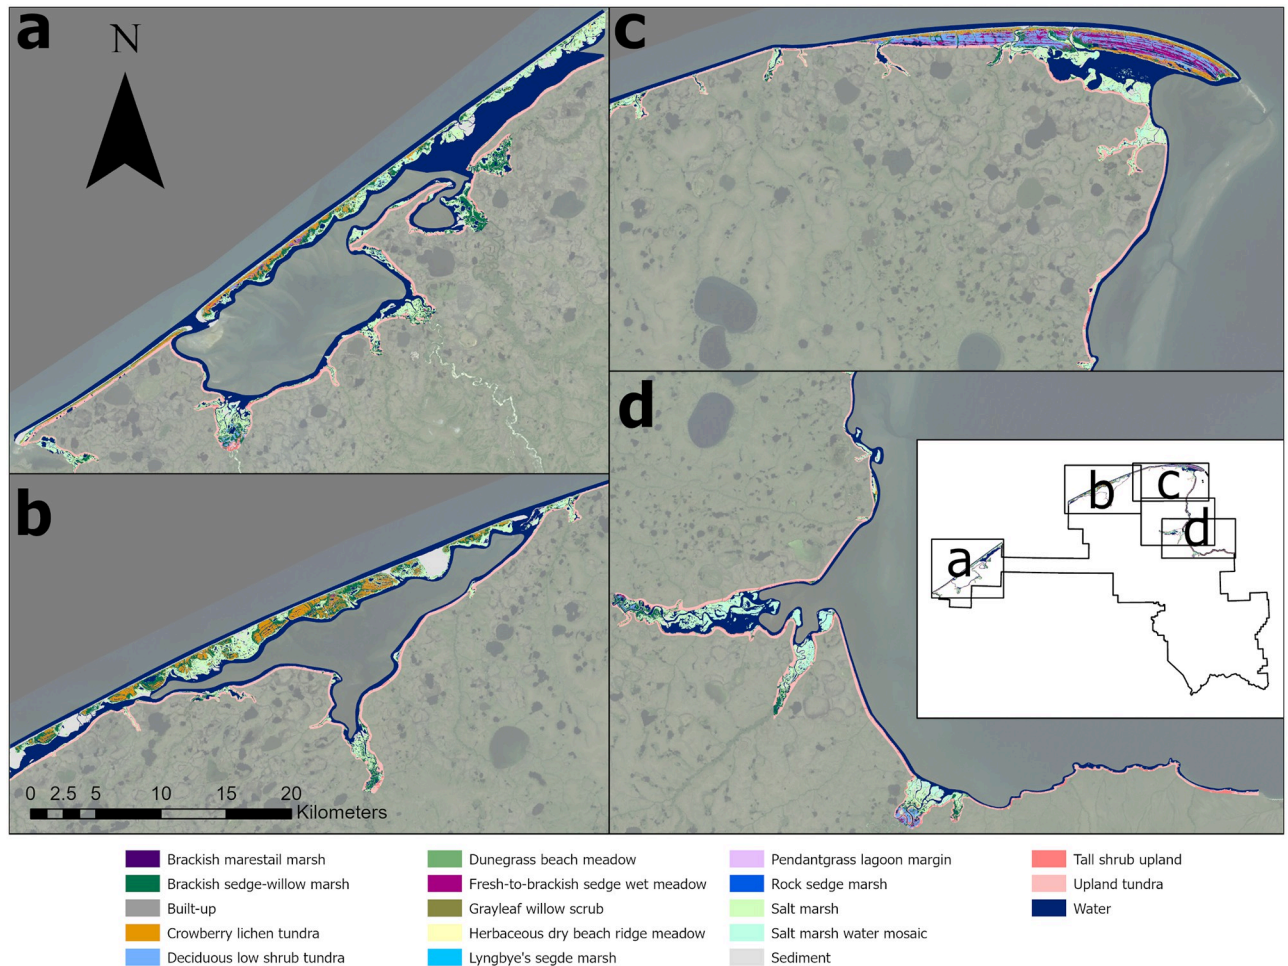 a
N
c
b
d
0 2.5 5 10 15 20
Kilometers
a
b
c
d
Brackish marestail marsh
Brackish sedge-willow marsh
Built-up
Crowberry lichen tundra
Deciduous low shrub tundra
Dunegrass beach meadow
Fresh-to-brackish sedge wet meadow
Grayleaf willow scrub
Herbaceous dry beach ridge meadow
Lyngbye's segde marsh
Pendantgrass lagoon margin
Rock sedge marsh
Salt marsh
Salt marsh water mosaic
Sediment
Tall shrub upland
Upland tundra
Water